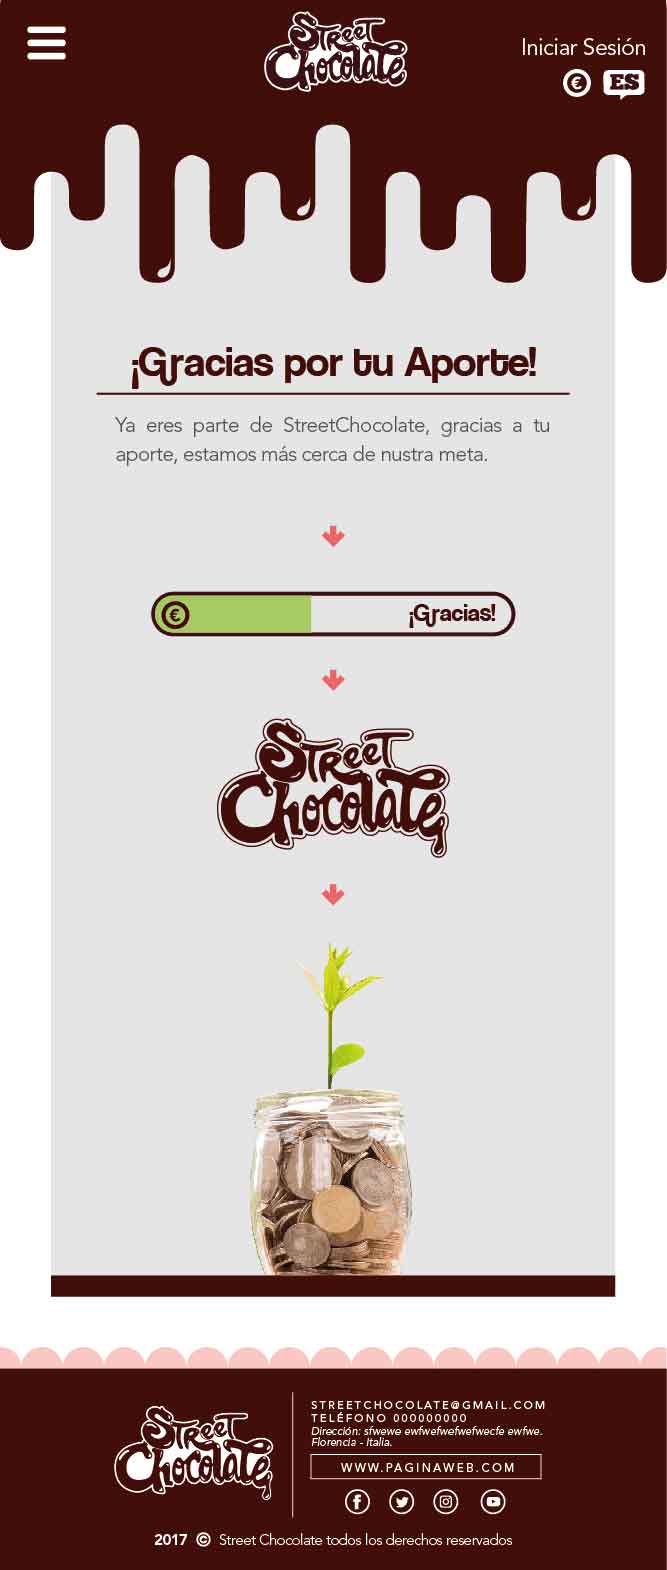 Street
Chocolate
Iniciar Sesión
€ ES
¡Gracias por tu Aporte!
Ya eres parte de StreetChocolate, gracias a tu
aporte, estamos más cerca de nustra meta.
€ ¡Gracias!
Street
Chocolate
Street
Chocolate
STREETCHOCOLATE@GMAIL.COM
TELÉFONO 000000000
Dirección: sfwewe ewfwefwefwefwecfe ewfwe.
Florencia - Italia.
WWW.PAGINAWEB.COM
2017 © Street Chocolate todos los derechos reservados